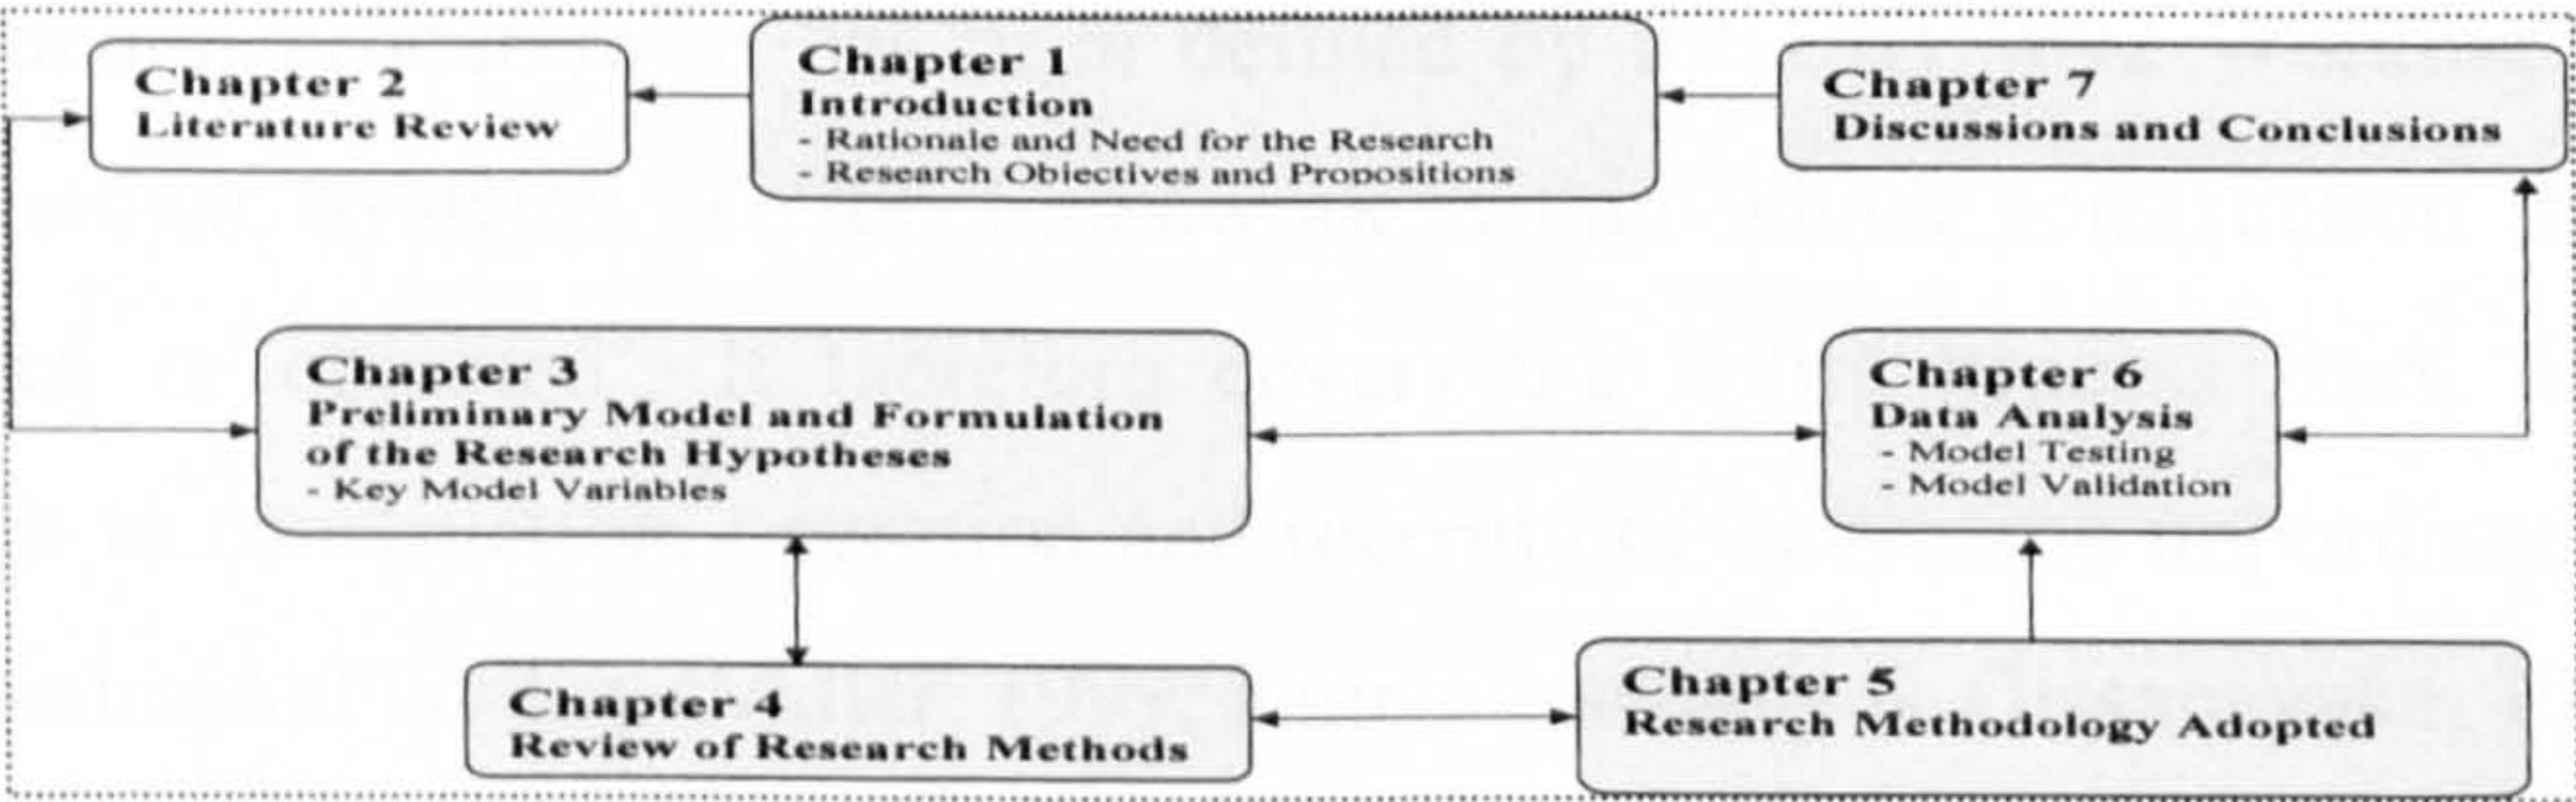 Chapter 1
Introduction
- Rationale and Need for the Research
- Research Objectives and Propositions
Chapter 2
Literature Review
Chapter 7
Discussions and Conclusions
Chapter 3
Preliminary Model and Formulation
of the Research Hypotheses
- Key Model Variables
Chapter 6
Data Analysis
- Model Testing
- Model Validation
Chapter 4
Review of Research Methods
Chapter 5
Research Methodology Adopted